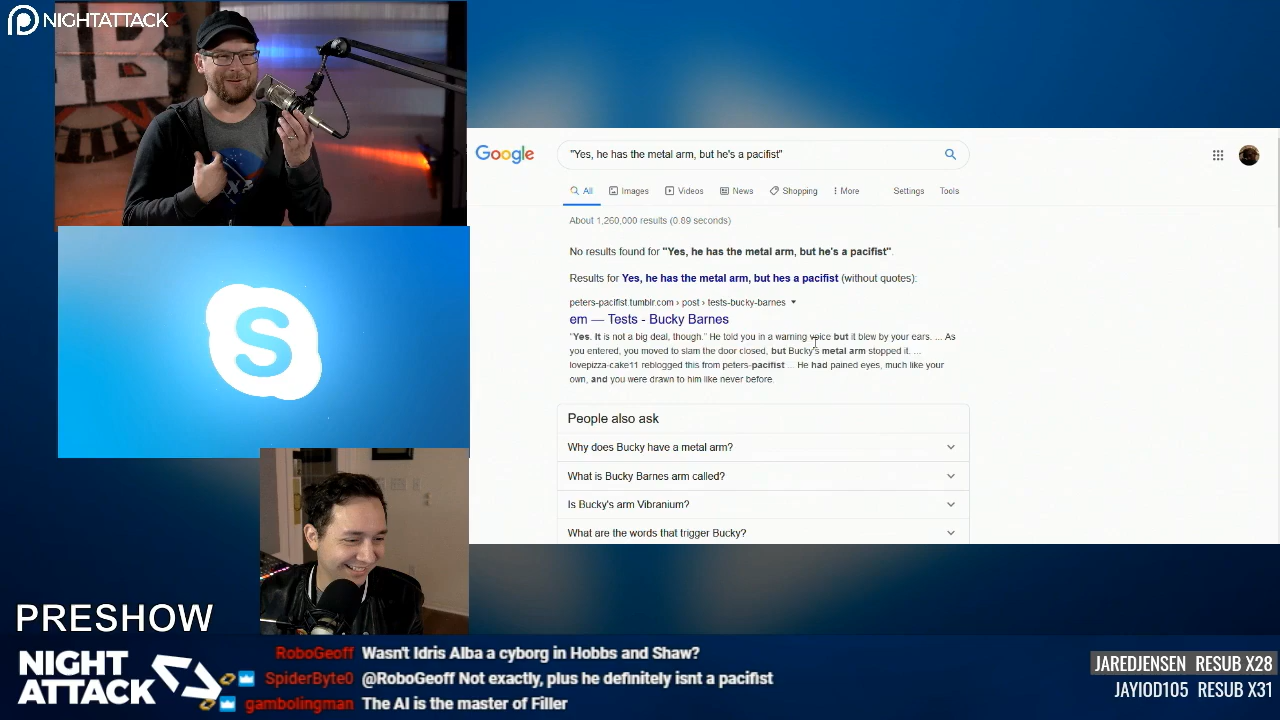 NIGHTATTACK
Google
"Yes, he has the metal arm, but he's a pacifist"
All
Images
Videos
News
Shopping
More
Settings
Tools
About 1,260,000 results (0.89 seconds)
No results found for "Yes, he has the metal arm, but he's a pacifist".
Results for Yes, he has the metal arm, but hes a pacifist (without quotes):
peters-pacifist.tumblr.com › post › tests-bucky-barnes
em — Tests - Bucky Barnes
"Yes. It is not a big deal, though." He told you in a warning voice but it blew by your ears. ... As
you entered, you moved to slam the door closed, but Bucky's metal arm stopped it. ...
lovepizza-cake11 reblogged this from peters-pacifist ... He had pained eyes, much like your
own, and you were drawn to him like never before.
People also ask
Why does Bucky have a metal arm?
What is Bucky Barnes arm called?
Is Bucky's arm Vibranium?
What are the words that trigger Bucky?
S
PRESHOW
NIGHT
ATTACK
RoboGeoff Wasn't Idris Alba a cyborg in Hobbs and Shaw?
SpiderByte0 @RoboGeoff Not exactly, plus he definitely isnt a pacifist
gambolingman The AI is the master of Filler
JAREDJENSEN RESUB X28
JAYIOD105 RESUB X31